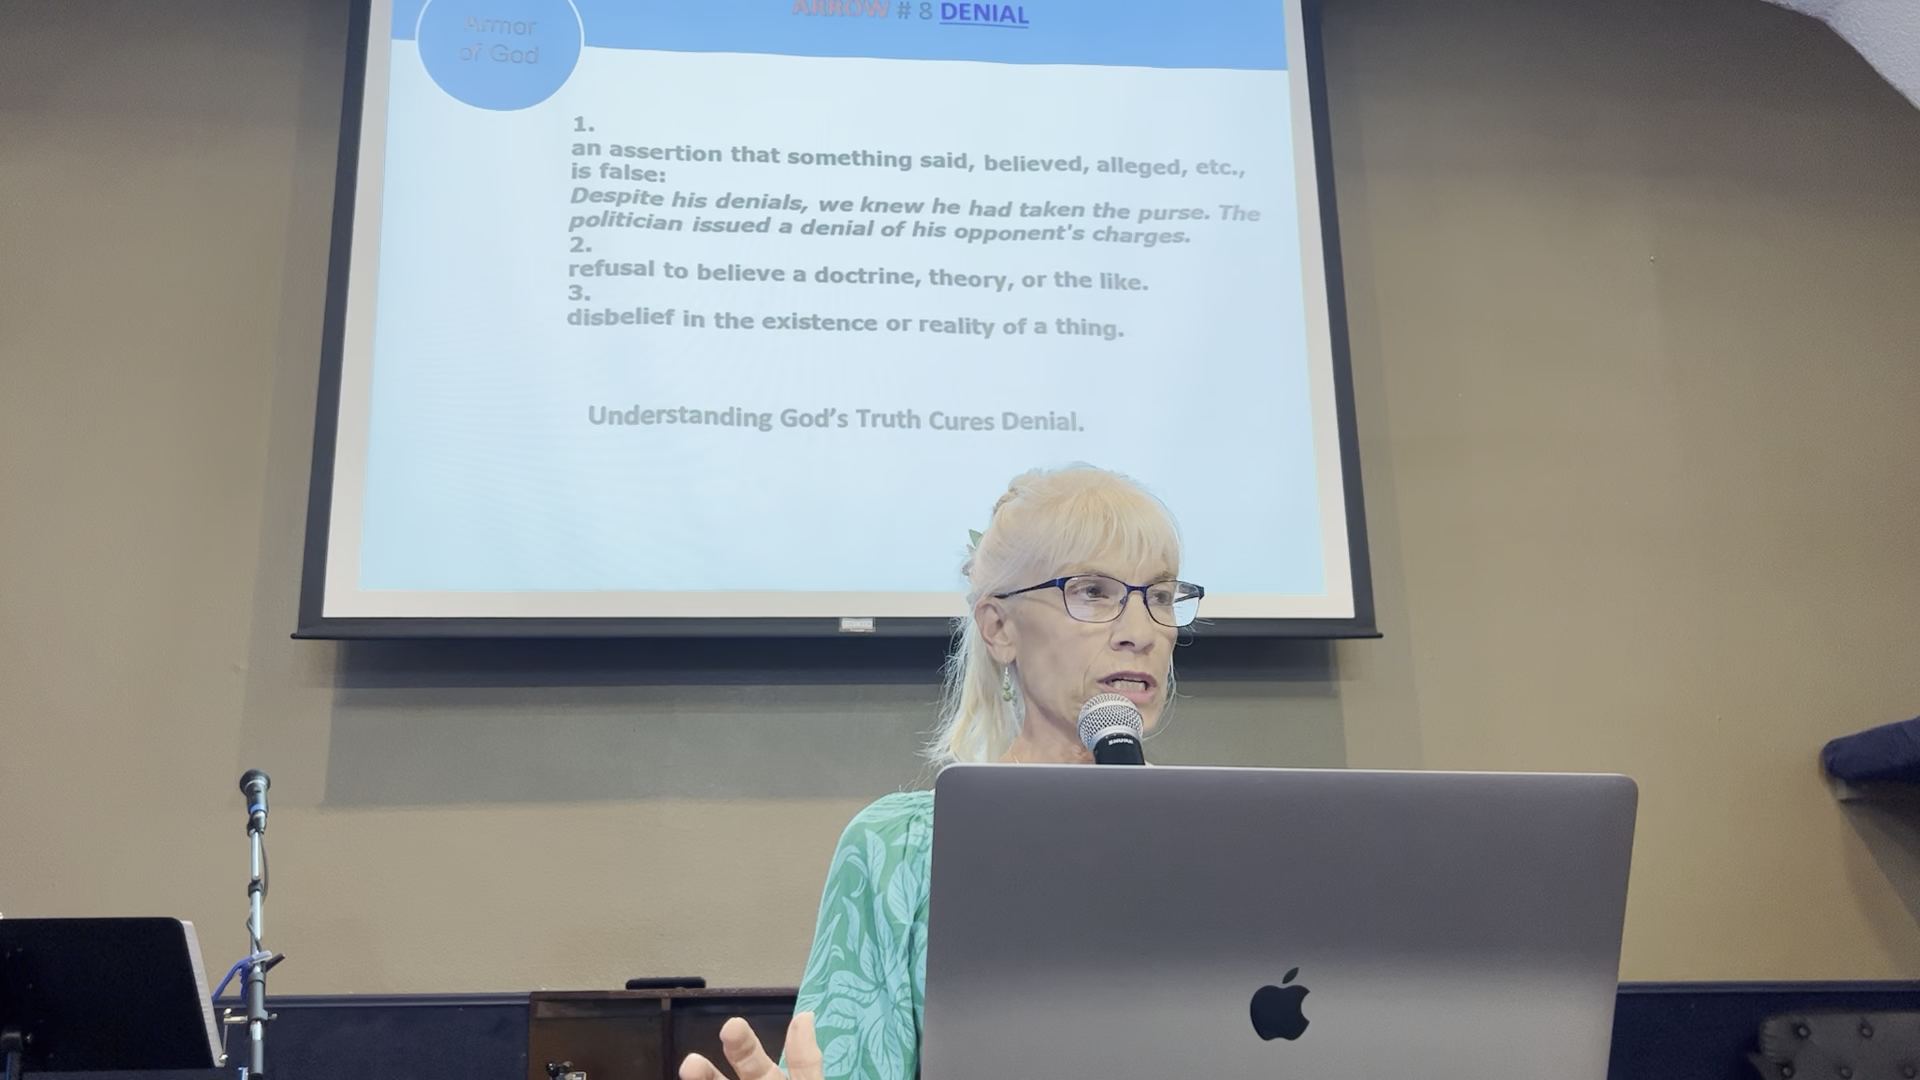 ARROW # 8 DENIAL
Armor
of God
1.
an assertion that something said, believed, alleged, etc.,
is false:
Despite his denials, we knew he had taken the purse. The
politician issued a denial of his opponent's charges.
2.
refusal to believe a doctrine, theory, or the like.
3.
disbelief in the existence or reality of a thing.
Understanding God's Truth Cures Denial.
SHURE